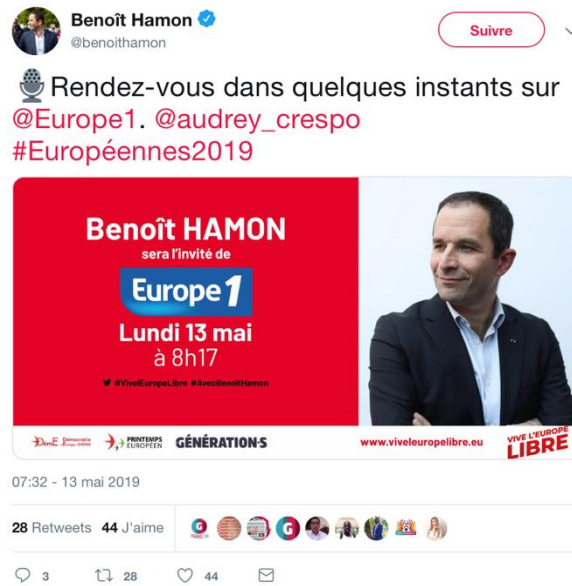 Benoît Hamon
@benoithamon
Suivre
Rendez-vous dans quelques instants sur
@Europe1. @audrey_crespo
#Européennes2019
Benoît HAMON
sera l'invité de
Europe 1
Lundi 13 mai
à 8h17
#ViveLEuropeLibre #AvecBenoitHamon
DèmE Démocratie
PRINTEMPS
EUROPÉEN
GÉNÉRATION·S
www.viveleuropelibre.eu
VIVE L'EUROPE
LIBRE
07:32 - 13 mai 2019
28 Retweets 44 J'aime
3 28 44